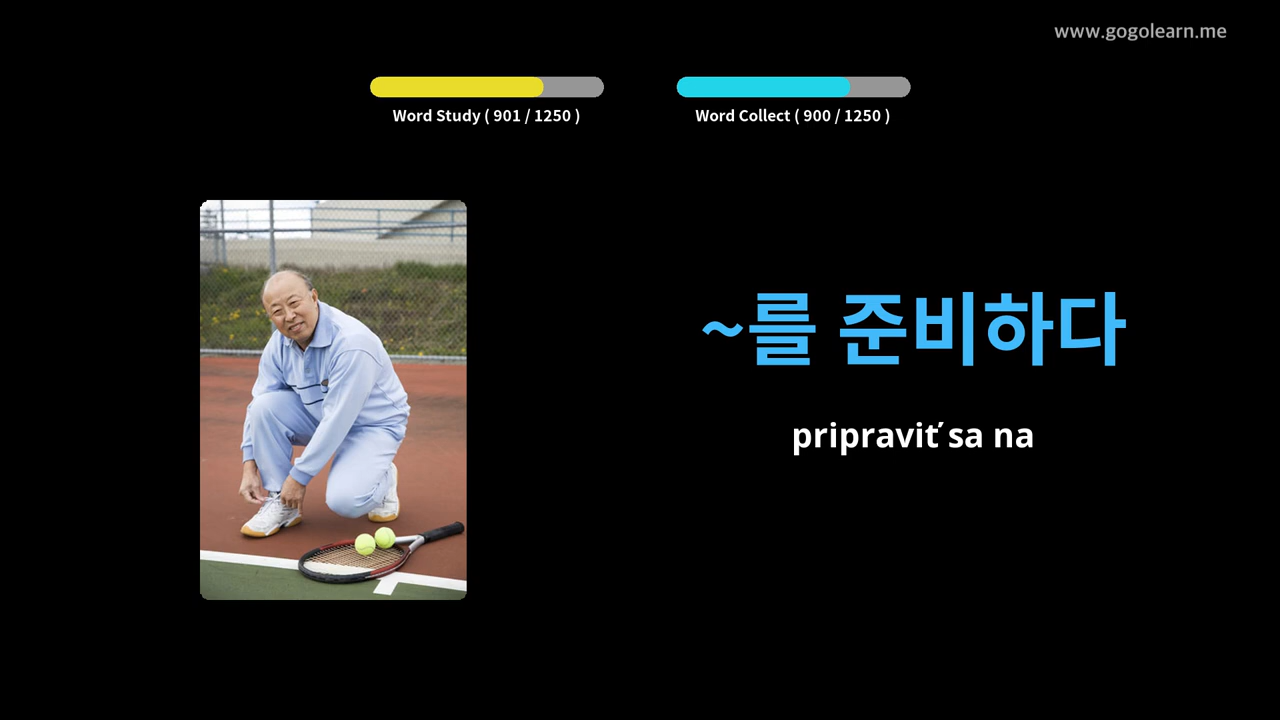 www.gogolearn.me
Word Study ( 901 / 1250 )
Word Collect ( 900 / 1250 )
~를 준비하다
pripraviť sa na